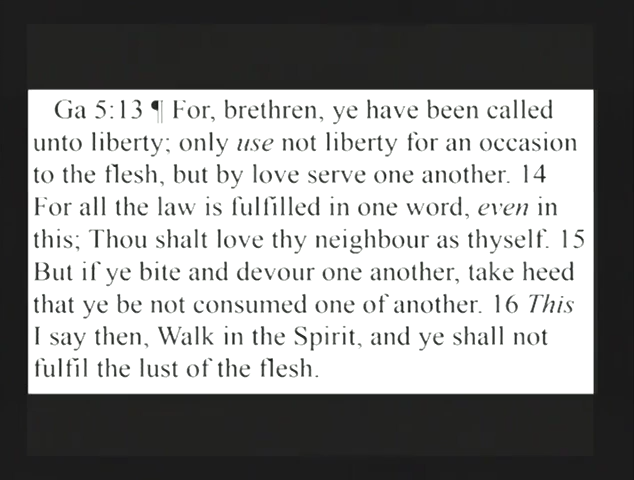 Ga 5:13 ¶ For, brethren, ye have been called
unto liberty; only use not liberty for an occasion
to the flesh, but by love serve one another. 14
For all the law is fulfilled in one word, even in
this; Thou shalt love thy neighbour as thyself. 15
But if ye bite and devour one another, take heed
that ye be not consumed one of another. 16 This
I say then, Walk in the Spirit, and ye shall not
fulfil the lust of the flesh.